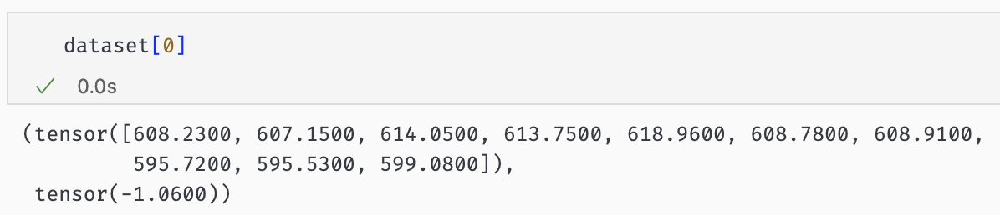 dataset[0]
✓ 0.0s
(tensor([608.2300, 607.1500, 614.0500, 613.7500, 618.9600, 608.7800, 608.9100,
595.7200, 595.5300, 599.0800]),
tensor(-1.0600))